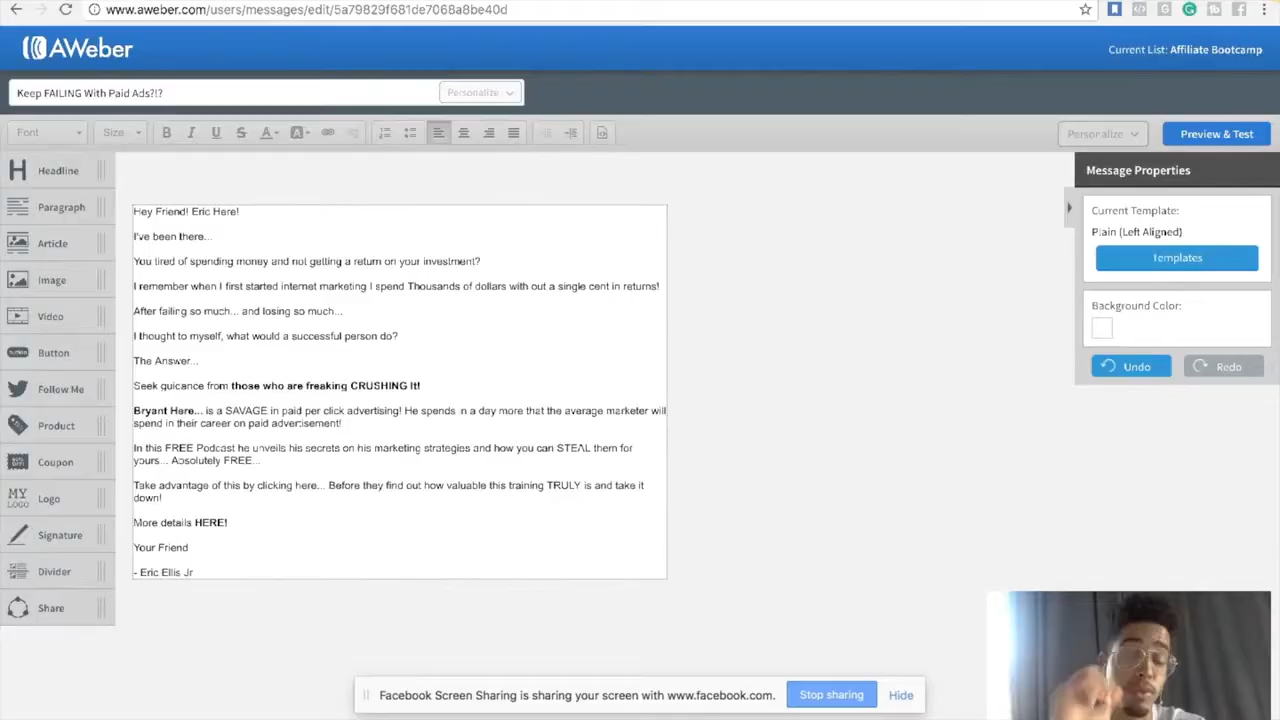 www.aweber.com/users/messages/edit/5a79829f681de7068a8be40d
AWeber
Current List: Affiliate Bootcamp
Keep FAILING With Paid Ads?!?
Personalize
Font
Size
B I U S A A
Personalize
Preview & Test
Headline
Paragraph
Article
Image
Video
Button
Follow Me
Product
Coupon
MY LOGO Logo
Signature
Divider
Share
Hey Friend! Eric Here!
I've been there...
You tired of spending money and not getting a return on your investment?
I remember when I first started internet marketing I spend Thousands of dollars with out a single cent in returns!
After failing so much... and losing so much...
I thought to myself, what would a successful person do?
The Answer...
Seek guidance from those who are freaking CRUSHING It!
Bryant Here... is a SAVAGE in paid per click advertising! He spends in a day more that the average marketer will
spend in their career on paid advertisement!
In this FREE Podcast he unveils his secrets on his marketing strategies and how you can STEAL them for
yours... Absolutely FREE...
Take advantage of this by clicking here... Before they find out how valuable this training TRULY is and take it
down!
More details HERE!
Your Friend
- Eric Ellis Jr
Message Properties
Current Template:
Plain (Left Aligned)
Templates
Background Color:
Undo
Redo
Facebook Screen Sharing is sharing your screen with www.facebook.com.
Stop sharing
Hide